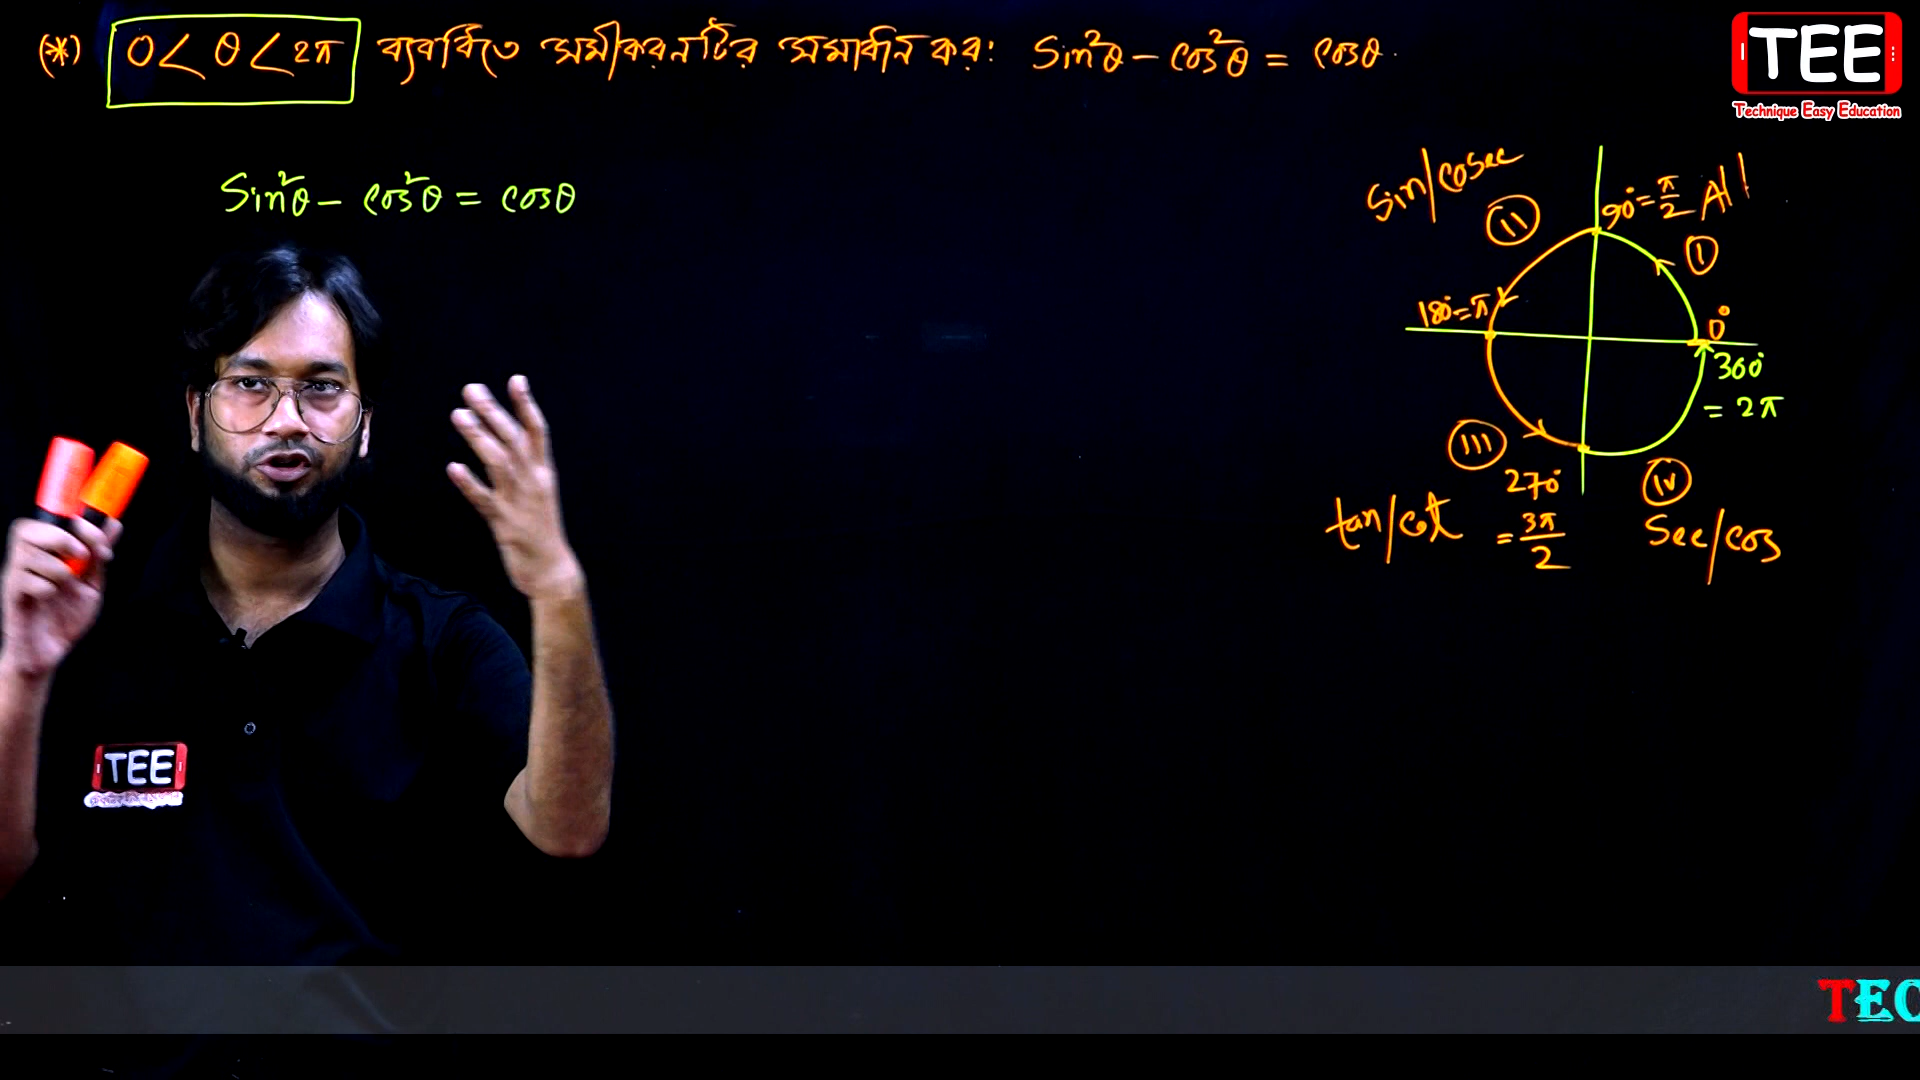 (*) 0 < θ < 2π ব্যবধিতে সমীকরনটির সমাধান কর: Sin²θ - cos²θ = cosθ.
TEE
Technique Easy Education
Sin²θ - cos²θ = cosθ
Sin/cosec
90° = π/2 All
II
I
180° = π
0°
360°
= 2π
III
270°
= 3π/2
IV
tan/cot
Sec/cos
TEE
TEC